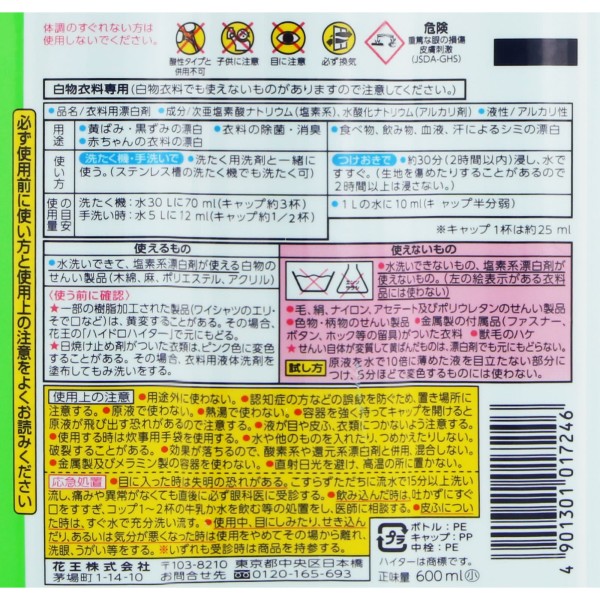 体調のすぐれない方は
使用しないでください。
酸性タイプと
併用不可
子供に注意
目に注意
必ず換気
危険
重篤な眼の損傷
皮膚刺激
(JSDA-GHS)
必ず使用前に使い方と使用上の注意をよくお読みください
白物衣料専用(白物衣料でも使えないものがありますので注意してください。)
●品名/衣料用漂白剤 ●成分/次亜塩素酸ナトリウム(塩素系)、水酸化ナトリウム(アルカリ剤) ●液性/アルカリ性
用途
●黄ばみ・黒ずみの漂白 ●衣料の除菌・消臭
●赤ちゃんの衣料の漂白
●食べ物、飲み物、血液、汗によるシミの漂白
使い方
洗たく機・手洗いで ●洗たく用洗剤と一緒に
使う。(ステンレス槽の洗たく機でも洗たく可)
つけおきで ●約30分(2時間以内)浸し、水で
すすぐ。(生地を傷めたりすることがあるので
2時間以上は浸さない。)
使用量の目安
洗たく機:水30Lに70ml(キャップ約3杯)
手洗い時:水5Lに12ml(キャップ約1/2杯)
●1Lの水に10ml(キャップ半分弱)
※キャップ1杯は約25ml
使えるもの
●水洗いできて、塩素系漂白剤が使える白物の
せんい製品(木綿、麻、ポリエステル、アクリル)
〈使う前に確認〉
★一部の樹脂加工された製品(ワイシャツのエリ・
そで口など)は、黄変することがある。その場合、
花王の「ハイドロハイター」で元にもどる。
★日焼け止め剤がついた衣類は、ピンク色に変色
することがある。その場合、衣料用液体洗剤を
塗布してもみ洗いをする。
使えないもの
●水洗いできないもの、塩素系漂白剤が
使えないもの。(左の絵表示がある衣料
品には使わない)
●毛、絹、ナイロン、アセテート及びポリウレタンのせんい製品
●色物・柄物のせんい製品 ●金属製の付属品(ファスナー、
ボタン、ホック等の留具)がついた衣類 ●獣毛のハケ
★せんい自体が変質して黄ばんだものは、漂白剤でも元にもどらない。
試し方
原液を水で10倍に薄めた液を目立たない部分に
つけ、5分ほどで変色するものには使わない。
使用上の注意 ●用途外に使わない。●認知症の方などの誤飲を防ぐため、置き場所に
注意する。●原液で使わない。●熱湯で使わない。●容器を強く持ってキャップを開けると
原液が飛び出す恐れがあるので注意する。●液が目や皮ふ、衣類につかないよう注意する。
●使用する時は炊事用手袋を使用する。●水や他のものを入れたり、つめかえたりしない。
破裂することがある。●効果が落ちるので、酸素系や還元系漂白剤と併用、混合しない。
●金属製及びメラミン製の容器で使わない。●直射日光を避け、高温の所に置かない。
応急処置 ●目に入った時は失明の恐れがある。こすらずただちに流水で15分以上洗い
流し、痛みや異常がなくても直後に必ず眼科医に受診する。●飲み込んだ時は、吐かずにすぐ
口をすすぎ、コップ1〜2杯の牛乳か水を飲む等の処置をし、医師に相談する。●皮ふについ
た時は、すぐ水で充分洗い流す。●使用中、目にしみたり、せき込んだ
り、あるいは気分が悪くなった時は使用をやめてその場から離れ、
洗眼、うがい等をする。※いずれも受診時は商品を持参する。
プラ
ボトル:PE
キャップ:PP
中栓:PE
花王株式会社 〒103-8210 東京都中央区日本橋
茅場町1-14-10 お問合せ先 0120-165-693
ハイターは商標です。
正味量 600ml 小
4 901301 017246